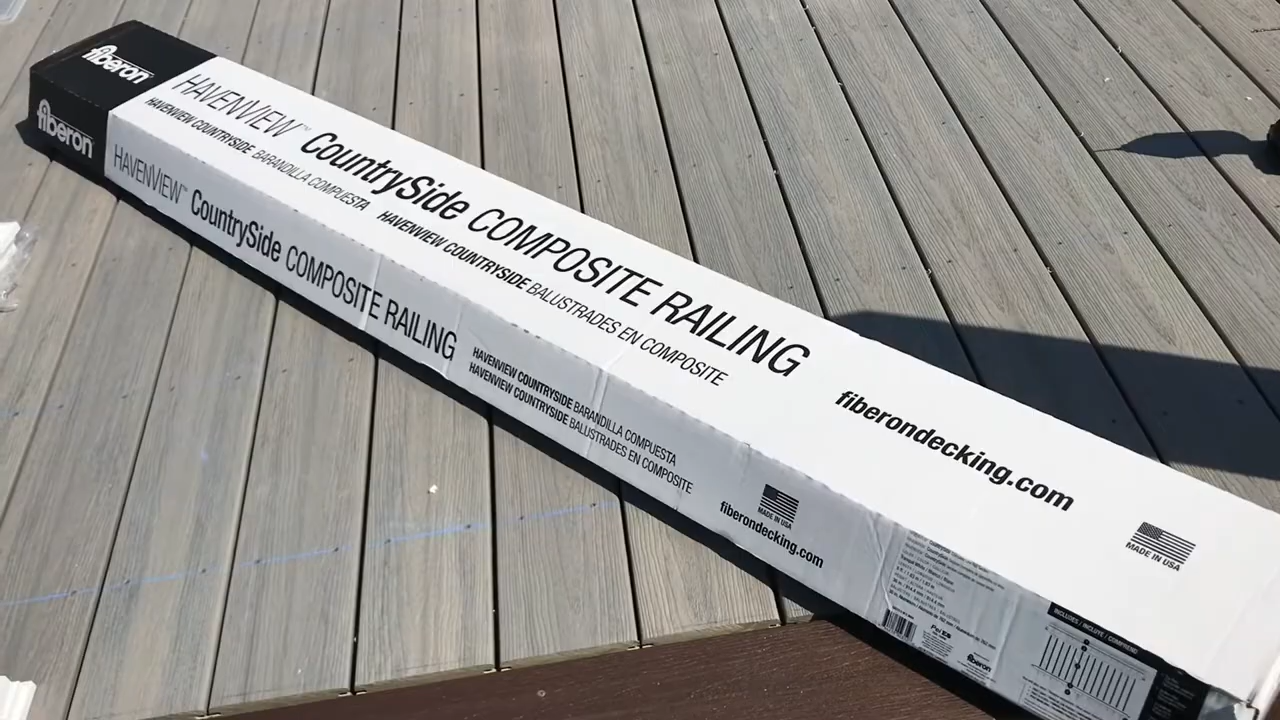 fiberon
HAVENVIEW™ CountrySide COMPOSITE RAILING
HAVENVIEW COUNTRYSIDE BARANDILLA COMPUESTA HAVENVIEW COUNTRYSIDE BALUSTRADES EN COMPOSITE
fiberondecking.com
MADE IN USA
fiberon
HAVENVIEW™ CountrySide COMPOSITE RAILING
HAVENVIEW COUNTRYSIDE BARANDILLA COMPUESTA
HAVENVIEW COUNTRYSIDE BALUSTRADES EN COMPOSITE
MADE IN USA
fiberondecking.com
fiberon
INCLUDES / INCLUYE / COMPREND